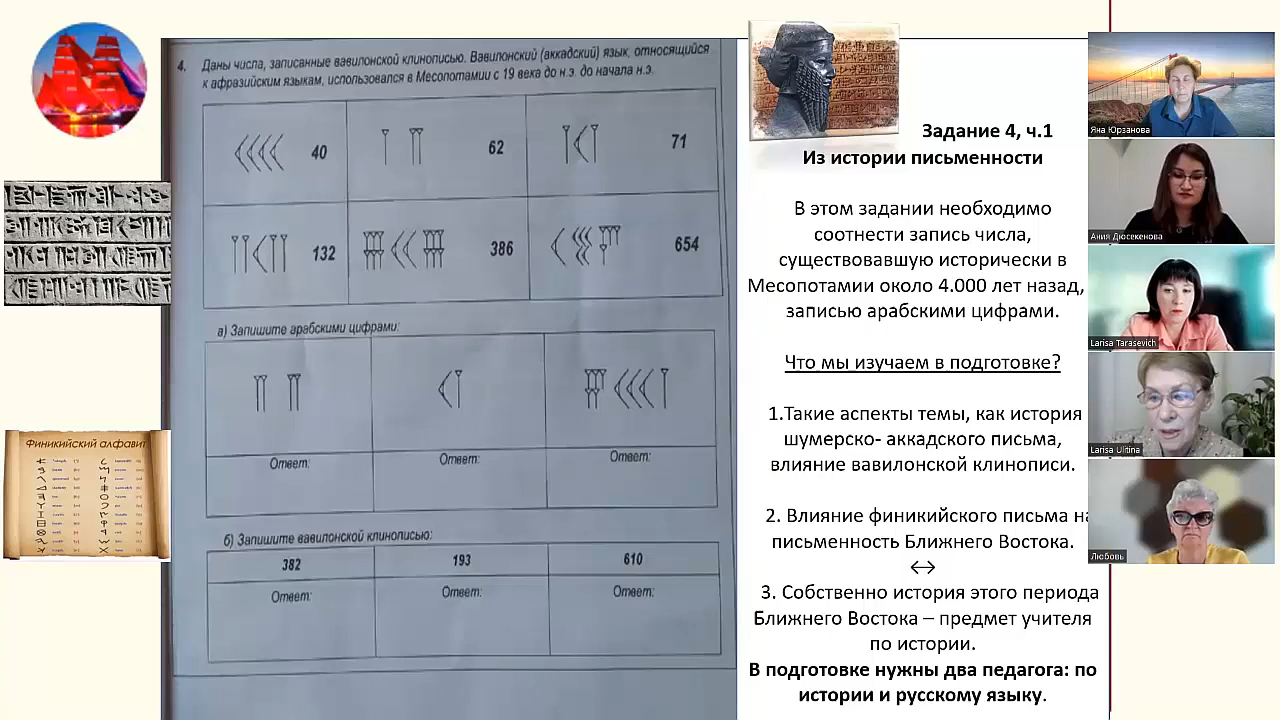 4. Даны числа, записанные вавилонской клинописью. Вавилонский (аккадский) язык, относящийся
к афразийским языкам, использовался в Месопотамии с 19 века до н.э. до начала н.э.
40 62 71
132 386 654
а) Запишите арабскими цифрами:
Ответ: Ответ: Ответ:
б) Запишите вавилонской клинописью:
382 193 610
Ответ: Ответ: Ответ:
Финикийский алфавит
Задание 4, ч.1
Из истории письменности
В этом задании необходимо
соотнести запись числа,
существовавшую исторически в
Месопотамии около 4.000 лет назад,
записью арабскими цифрами.
Что мы изучаем в подготовке?
1.Такие аспекты темы, как история
шумерско- аккадского письма,
влияние вавилонской клинописи.
2. Влияние финикийского письма на
письменность Ближнего Востока.
↔
3. Собственно история этого периода
Ближнего Востока – предмет учителя
по истории.
В подготовке нужны два педагога: по
истории и русскому языку.
Яна Юрзанова
Ания Дюсекенова
Larisa Tarasevich
Larisa Ulitina
Любовь